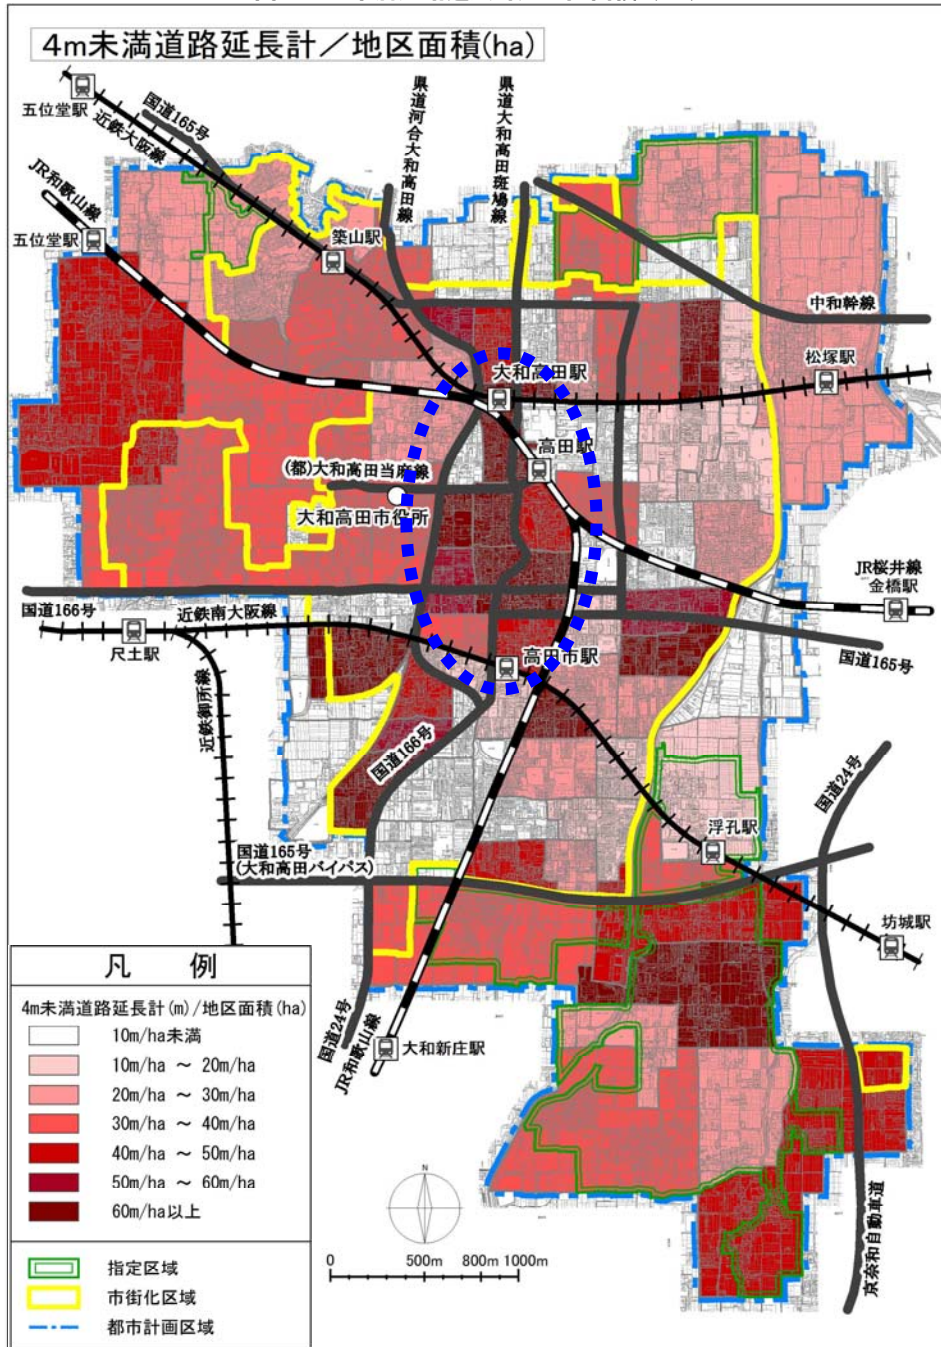 4m未満道路延長計／地区面積(ha)
五位堂駅
国道165号
近鉄大阪線
県道河合大和高田線
県道大和高田斑鳩線
JR和歌山線
五位堂駅
築山駅
中和幹線
松塚駅
大和高田駅
高田駅
(都)大和高田当麻線
大和高田市役所
JR桜井線
金橋駅
国道166号
近鉄南大阪線
尺土駅
高田市駅
国道165号
近鉄御所線
国道166号
国道24号
浮孔駅
国道165号
(大和高田バイパス)
坊城駅
国道24号
JR和歌山線
大和新庄駅
京奈和自動車道
凡　例
4m未満道路延長計(m)/地区面積(ha)
10m/ha未満
10m/ha ～ 20m/ha
20m/ha ～ 30m/ha
30m/ha ～ 40m/ha
40m/ha ～ 50m/ha
50m/ha ～ 60m/ha
60m/ha以上
N
0 500m 800m 1000m
指定区域
市街化区域
都市計画区域